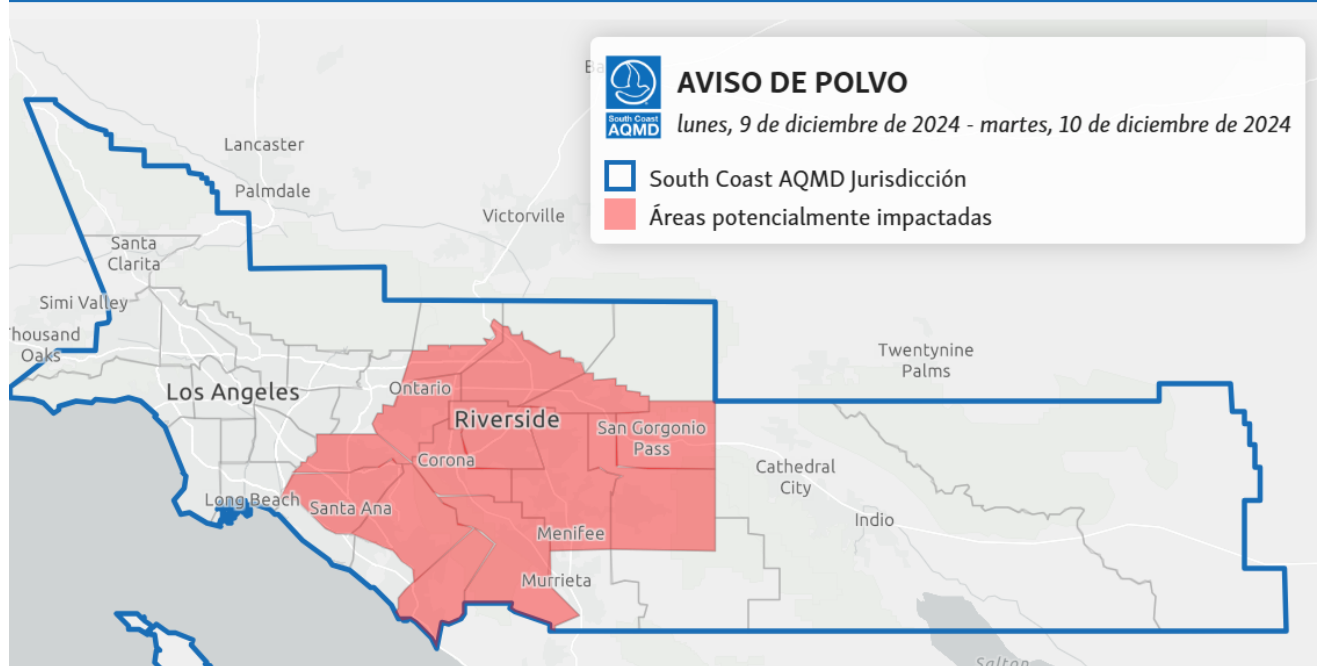 AVISO DE POLVO
South Coast
AQMD
lunes, 9 de diciembre de 2024 - martes, 10 de diciembre de 2024
South Coast AQMD Jurisdicción
Áreas potencialmente impactadas
Ba
Lancaster
Palmdale
Victorville
Santa
Clarita
Simi Valley
Thousand
Oaks
Los Angeles
Ontario
Riverside
San Gorgonio
Pass
Corona
Twentynine
Palms
Cathedral
City
Long Beach
Santa Ana
Indio
Menifee
Murrieta
Salton